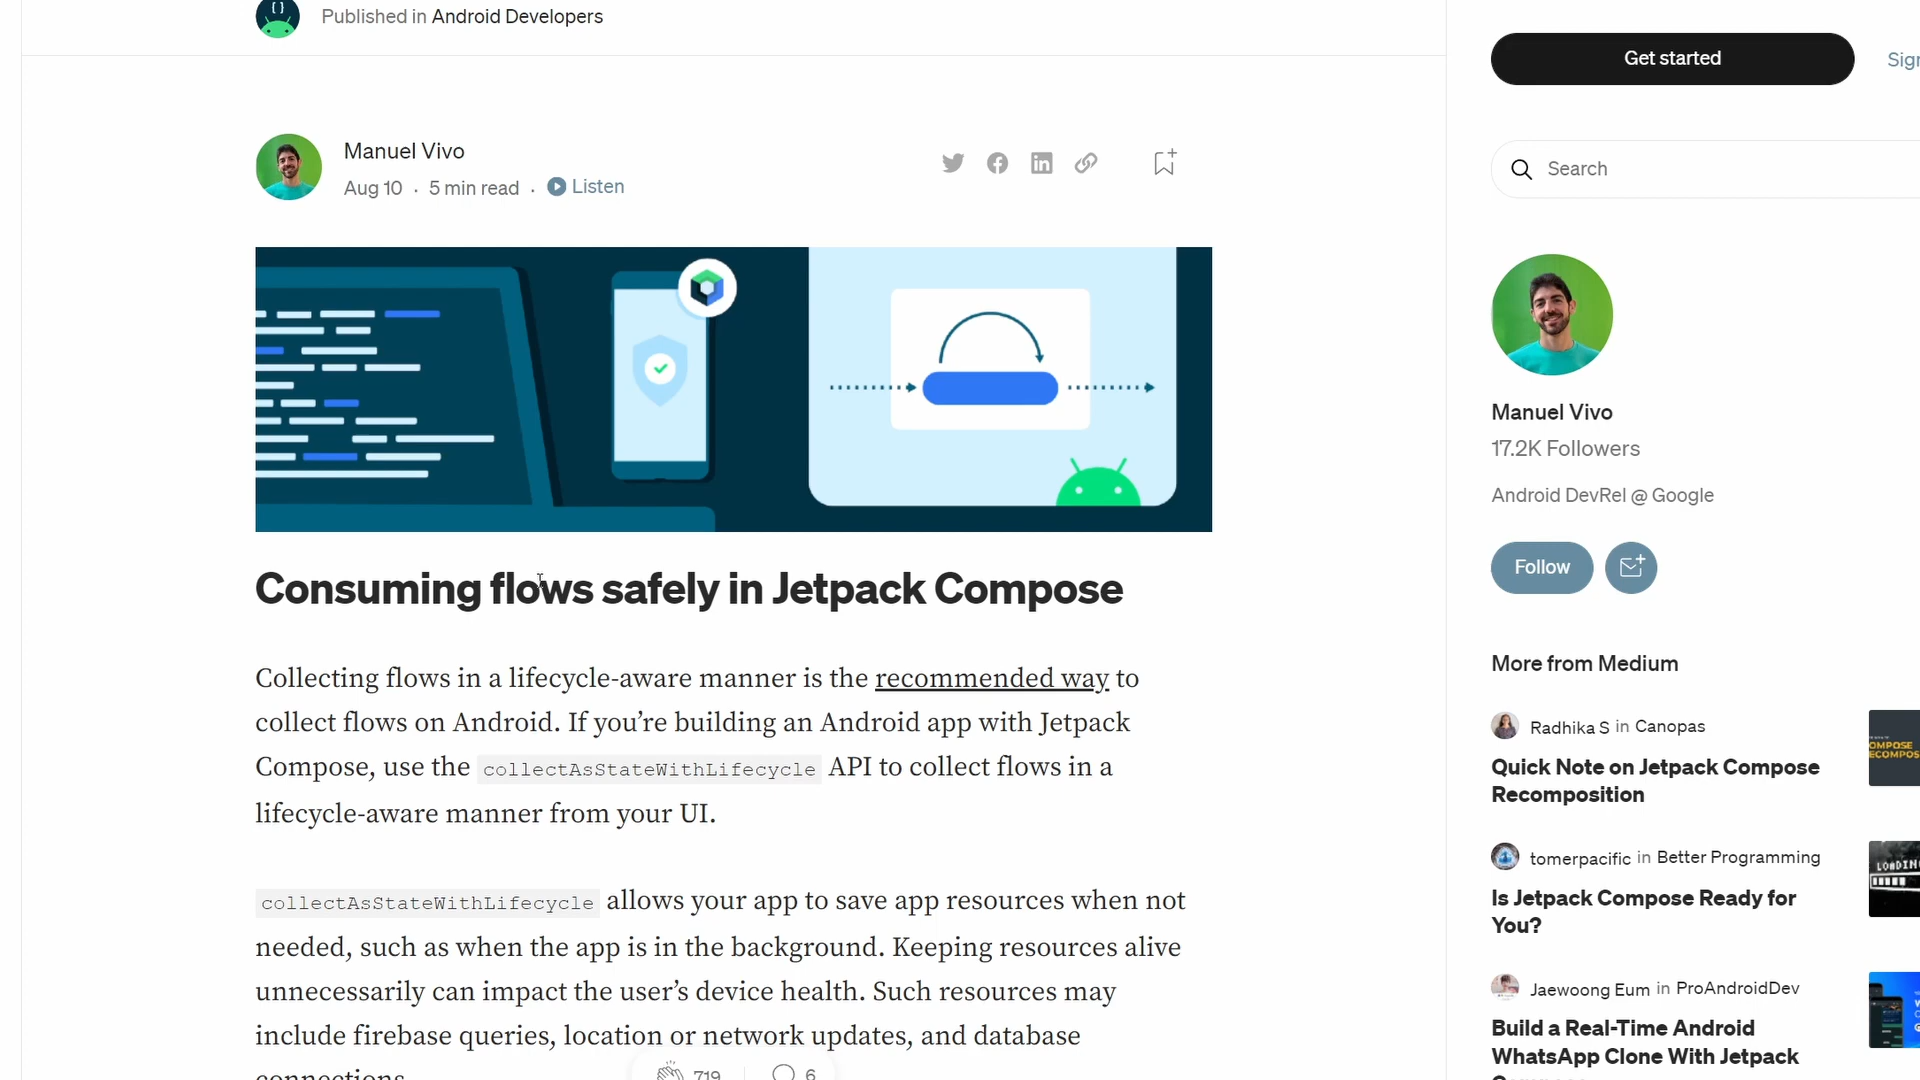 Published in Android Developers
Manuel Vivo
Aug 10 · 5 min read · Listen
Consuming flows safely in Jetpack Compose
Collecting flows in a lifecycle-aware manner is the recommended way to
collect flows on Android. If you’re building an Android app with Jetpack
Compose, use the collectAsStateWithLifecycle API to collect flows in a
lifecycle-aware manner from your UI.
collectAsStateWithLifecycle allows your app to save app resources when not
needed, such as when the app is in the background. Keeping resources alive
unnecessarily can impact the user’s device health. Such resources may
include firebase queries, location or network updates, and database
connections.
719
6
Get started
Sign
Search
Manuel Vivo
17.2K Followers
Android DevRel @ Google
Follow
More from Medium
Radhika S in Canopas
Quick Note on Jetpack Compose
Recomposition
tomerpacific in Better Programming
Is Jetpack Compose Ready for
You?
LOADIN
Jaewoong Eum in ProAndroidDev
Build a Real-Time Android
WhatsApp Clone With Jetpack